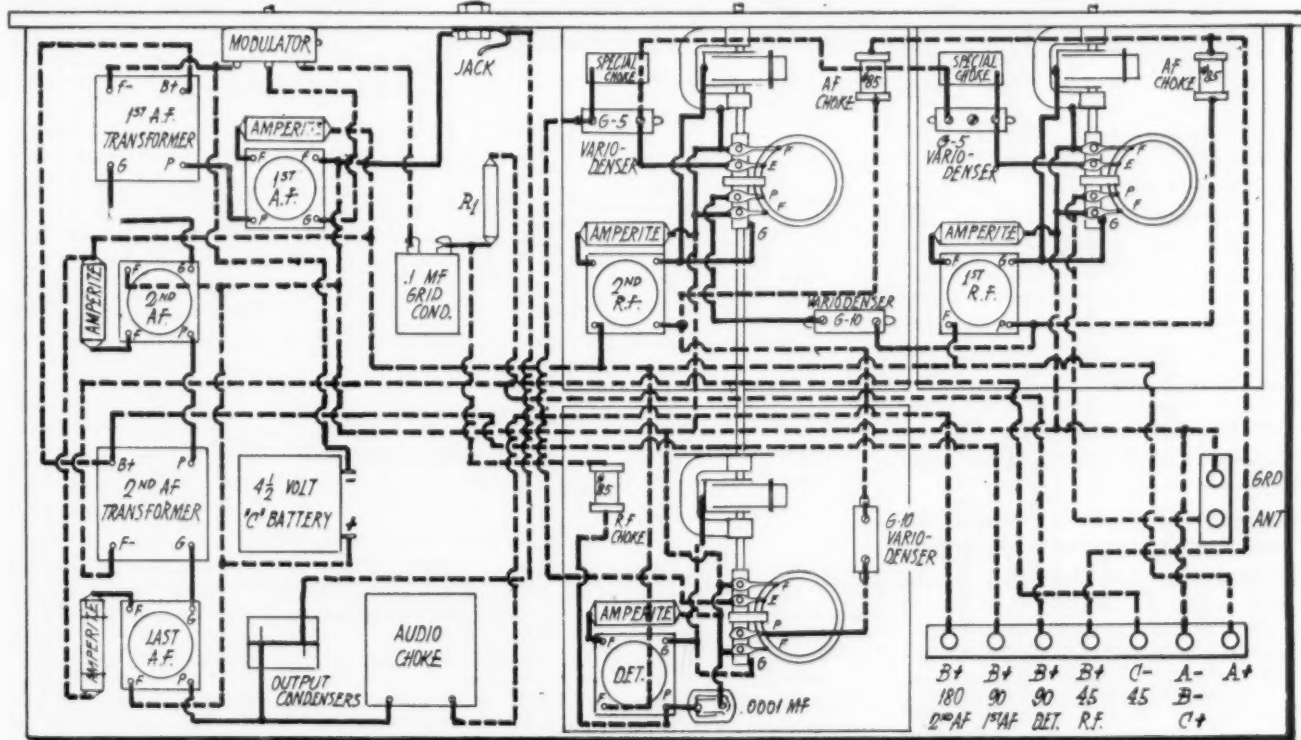 MODULATOR
JACK
SPECIAL
CHOKE
G-5
VARIO-
DENSER
AF
CHOKE
85
SPECIAL
CHOKE
G-5
VARIO-
DENSER
AF
CHOKE
85
F- B+
1ST A.F.
TRANSFORMER
G P
AMPERITE
F F
1ST
A.F.
P G
R1
.1 MF
GRID
COND.
F
E
P
F
G
F
E
P
F
G
AMPERITE
2ND
R.F.
AMPERITE
F G
1ST
R.F.
F P
VARIODENSER
G-10
AMPERITE
F G
2ND
AF
F P
B+ P
2ND AF
TRANSFORMER
F- G
4½ VOLT
"C" BATTERY
+
85
R.F.
CHOKE
G-10
VARIO-
DENSER
GRD
ANT
AMPERITE
F G
LAST
A.F.
F P
OUTPUT
CONDENSERS
AUDIO
CHOKE
AMPERITE
F G
DET.
F P
.0001 MF
F
E
P
F
G
B+ B+ B+ B+ C- A- A+
180 90 90 45 45 B-
2ND AF 1ST AF DET. R.F. C+